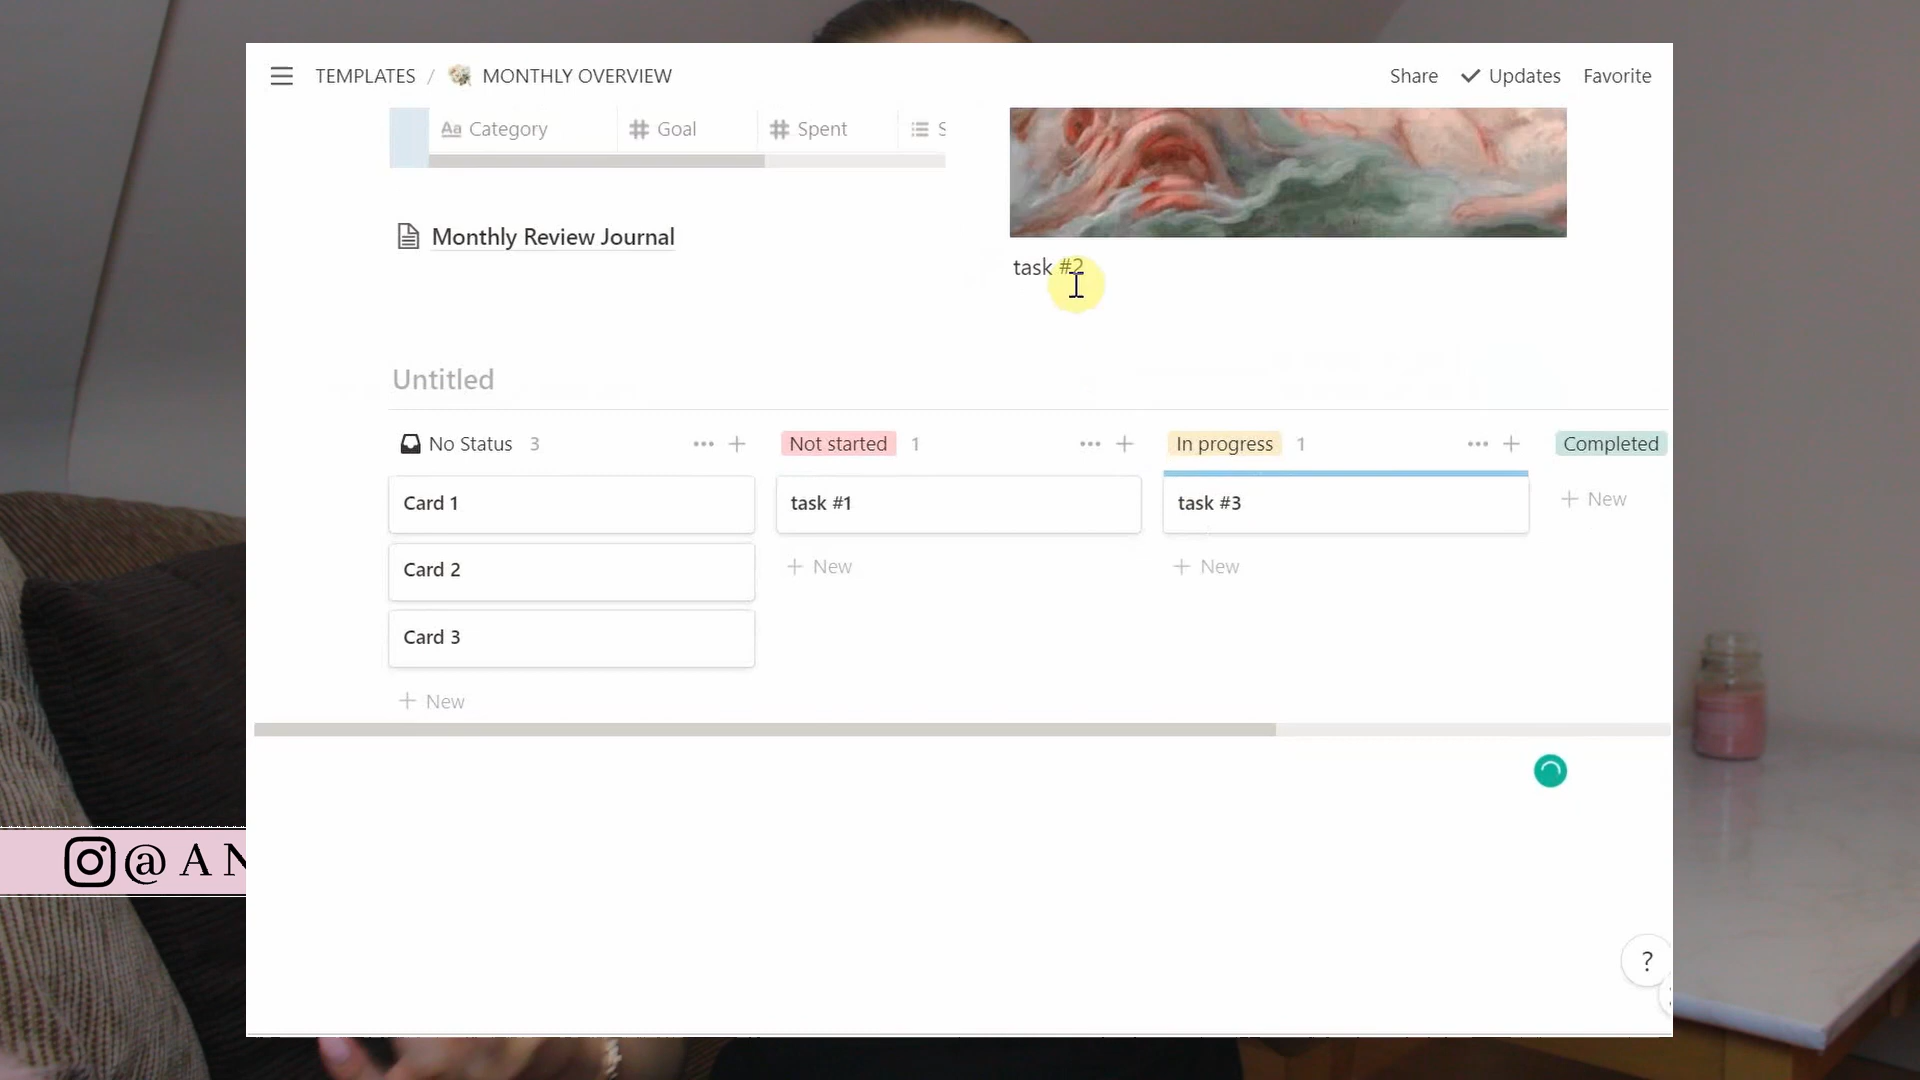 TEMPLATES / MONTHLY OVERVIEW
Share Updates Favorite
Aa Category # Goal # Spent S
Monthly Review Journal
task #2
Untitled
No Status 3 ... + Not started 1 ... + In progress 1 ... + Completed
Card 1 task #1 task #3 + New
Card 2 + New + New
Card 3
+ New
@AN
?